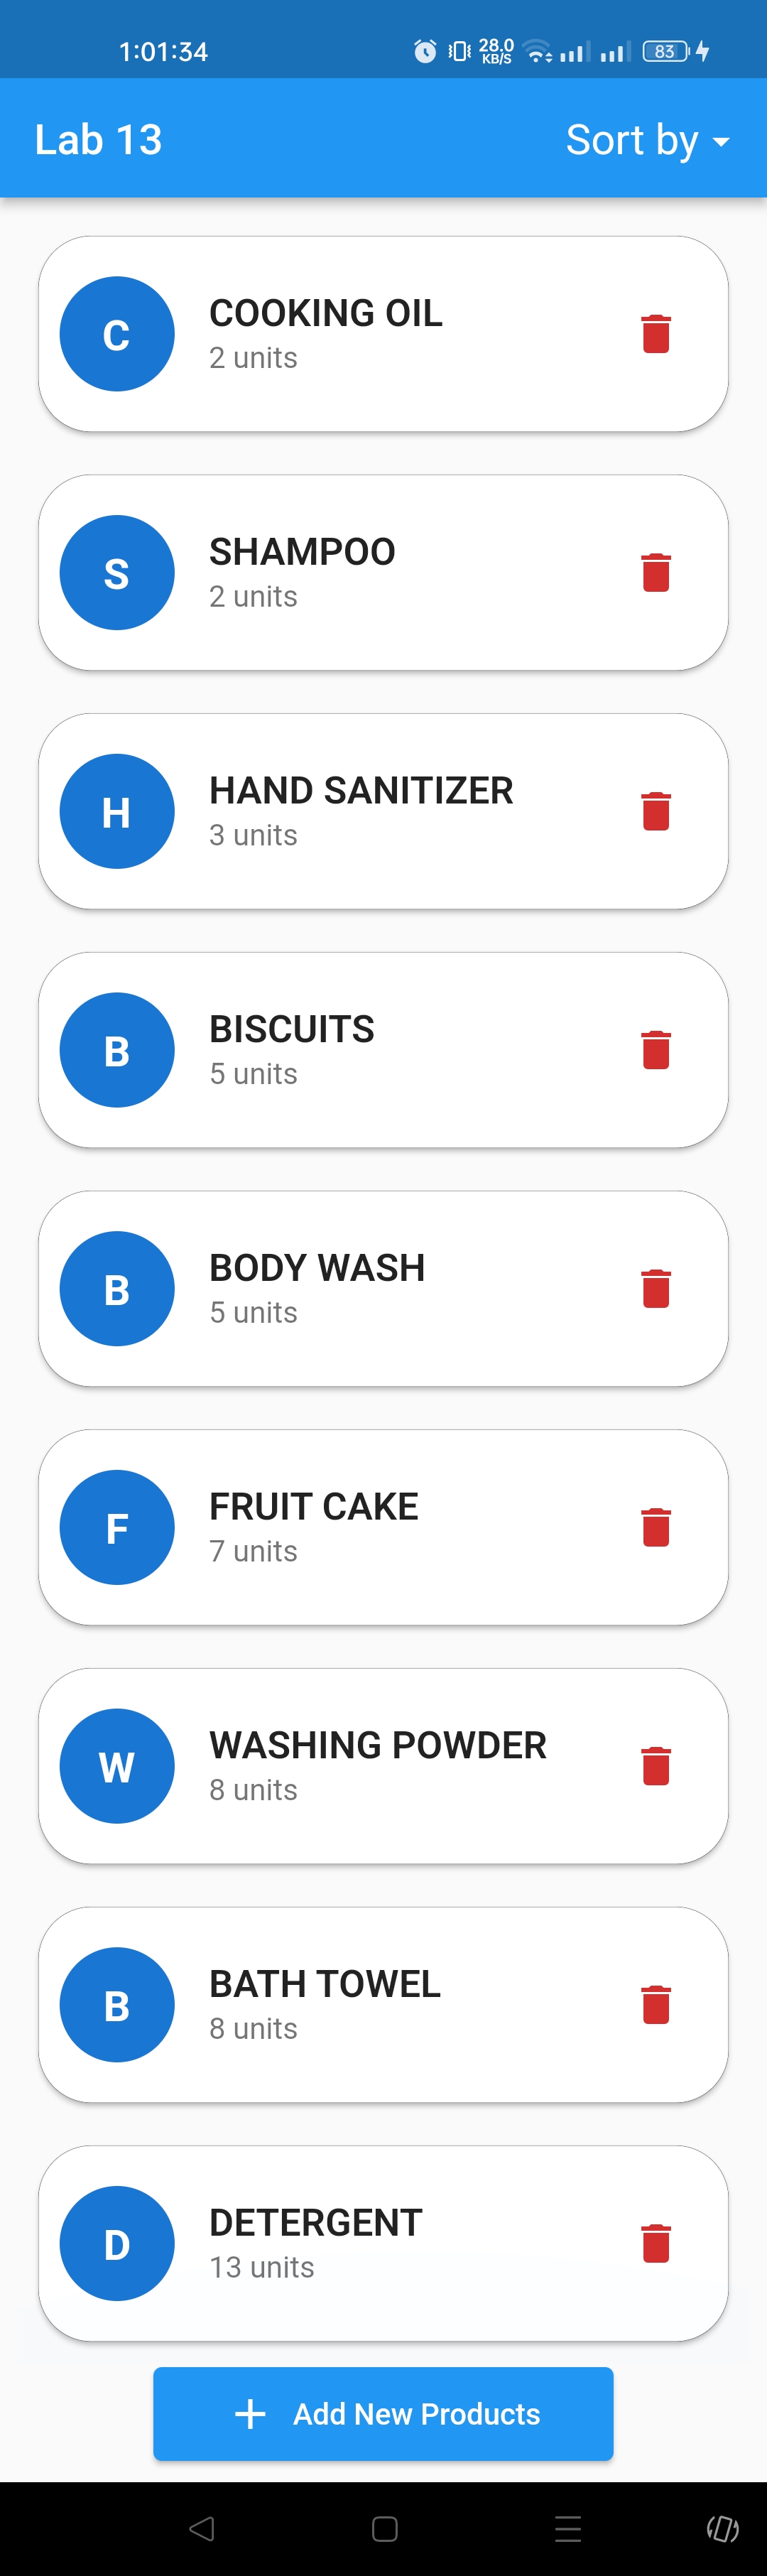 1:01:34 28.0 KB/S 83
Lab 13 Sort by
C COOKING OIL
2 units
S SHAMPOO
2 units
H HAND SANITIZER
3 units
B BISCUITS
5 units
B BODY WASH
5 units
F FRUIT CAKE
7 units
W WASHING POWDER
8 units
B BATH TOWEL
8 units
D DETERGENT
13 units
Add New Products